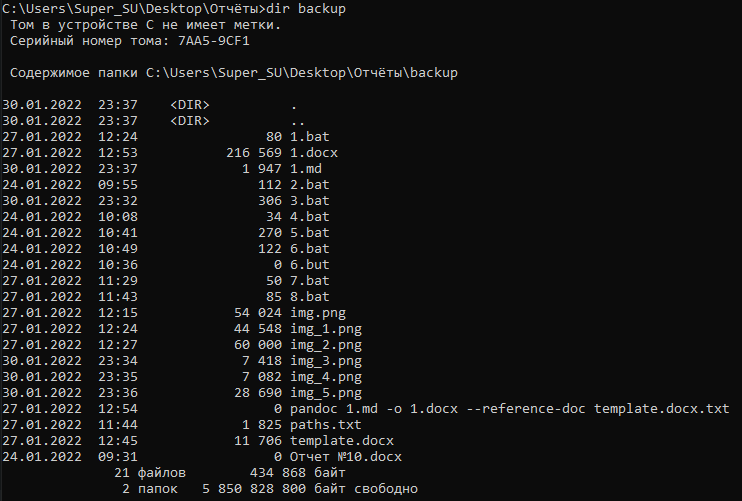 C:\Users\Super_SU\Desktop\Отчёты>dir backup
 Том в устройстве C не имеет метки.
 Серийный номер тома: 7AA5-9CF1

 Содержимое папки C:\Users\Super_SU\Desktop\Отчёты\backup

30.01.2022  23:37    <DIR>          .
30.01.2022  23:37    <DIR>          ..
27.01.2022  12:24                80 1.bat
27.01.2022  12:53           216 569 1.docx
30.01.2022  23:37             1 947 1.md
24.01.2022  09:55               112 2.bat
30.01.2022  23:32               306 3.bat
24.01.2022  10:08                34 4.bat
24.01.2022  10:41               270 5.bat
24.01.2022  10:49               122 6.bat
24.01.2022  10:36                 0 6.but
27.01.2022  11:29                50 7.bat
27.01.2022  11:43                85 8.bat
27.01.2022  12:15            54 024 img.png
27.01.2022  12:24            44 548 img_1.png
27.01.2022  12:27            60 000 img_2.png
30.01.2022  23:34             7 418 img_3.png
30.01.2022  23:35             7 082 img_4.png
30.01.2022  23:36            28 690 img_5.png
27.01.2022  12:54                 0 pandoc 1.md -o 1.docx --reference-doc template.docx.txt
27.01.2022  11:44             1 825 paths.txt
27.01.2022  12:45            11 706 template.docx
24.01.2022  09:31                 0 Отчет №10.docx
              21 файлов        434 868 байт
               2 папок   5 850 828 800 байт свободно